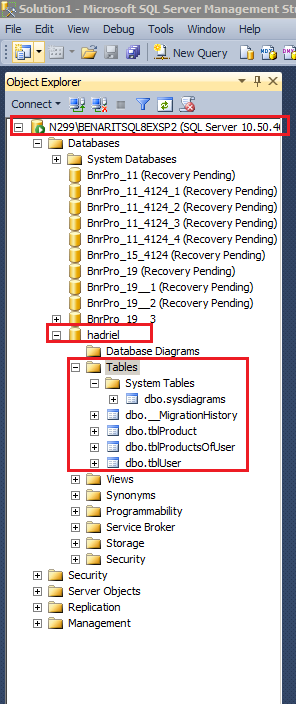 Solution1 - Microsoft SQL Server Management Stu
File Edit View Debug Tools Window Community
New Query
Object Explorer
Connect
N299\BENARITSQL8EXSP2 (SQL Server 10.50.4
Databases
System Databases
BnrPro_11 (Recovery Pending)
BnrPro_11_4124_1 (Recovery Pending)
BnrPro_11_4124_2 (Recovery Pending)
BnrPro_11_4124_3 (Recovery Pending)
BnrPro_11_4124_4 (Recovery Pending)
BnrPro_15_4124 (Recovery Pending)
BnrPro_19 (Recovery Pending)
BnrPro_19__1 (Recovery Pending)
BnrPro_19__2 (Recovery Pending)
BnrPro_19__3
hadriel
Database Diagrams
Tables
System Tables
dbo.sysdiagrams
dbo.__MigrationHistory
dbo.tblProduct
dbo.tblProductsOfUser
dbo.tblUser
Views
Synonyms
Programmability
Service Broker
Storage
Security
Security
Server Objects
Replication
Management